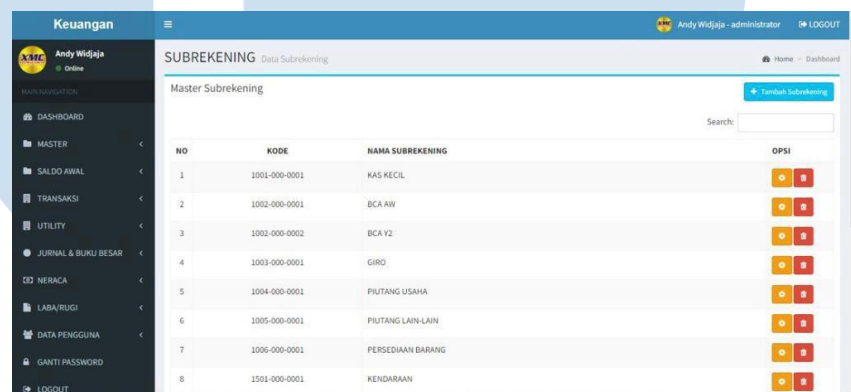 Keuangan
Andy Widjaja - administrator LOGOUT
XMC
Andy Widjaja
Online
MAIN NAVIGATION
DASHBOARD
MASTER
SALDO AWAL
TRANSAKSI
UTILITY
JURNAL & BUKU BESAR
NERACA
LABA/RUGI
DATA PENGGUNA
GANTI PASSWORD
LOGOUT
SUBREKENING Data Subrekening
Home > Dashboard
Master Subrekening
+ Tambah Subrekening
Search:
NO KODE NAMA SUBREKENING OPSI
1 1001-000-0001 KAS KECIL
2 1002-000-0001 BCA AW
3 1002-000-0002 BCA Y2
4 1003-000-0001 GIRO
5 1004-000-0001 PIUTANG USAHA
6 1005-000-0001 PIUTANG LAIN-LAIN
7 1006-000-0001 PERSEDIAAN BARANG
8 1501-000-0001 KENDARAAN